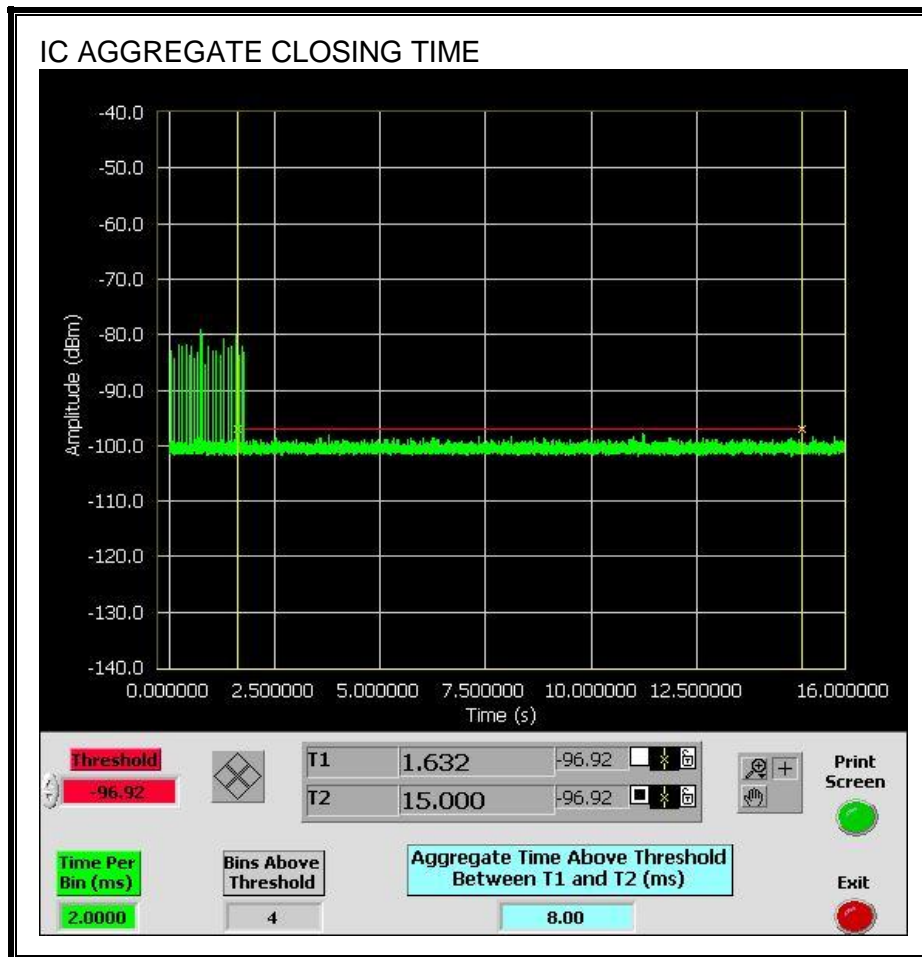 IC AGGREGATE CLOSING TIME
-40.0
-50.0
-60.0
-70.0
-80.0
-90.0
-100.0
-110.0
-120.0
-130.0
-140.0
Amplitude (dBm)
0.000000 2.500000 5.000000 7.500000 10.000000 12.500000 16.000000
Time (s)
Threshold
-96.92
T1 1.632 -96.92
T2 15.000 -96.92
Print
Screen
Time Per
Bin (ms)
2.0000
Bins Above
Threshold
4
Aggregate Time Above Threshold
Between T1 and T2 (ms)
8.00
Exit